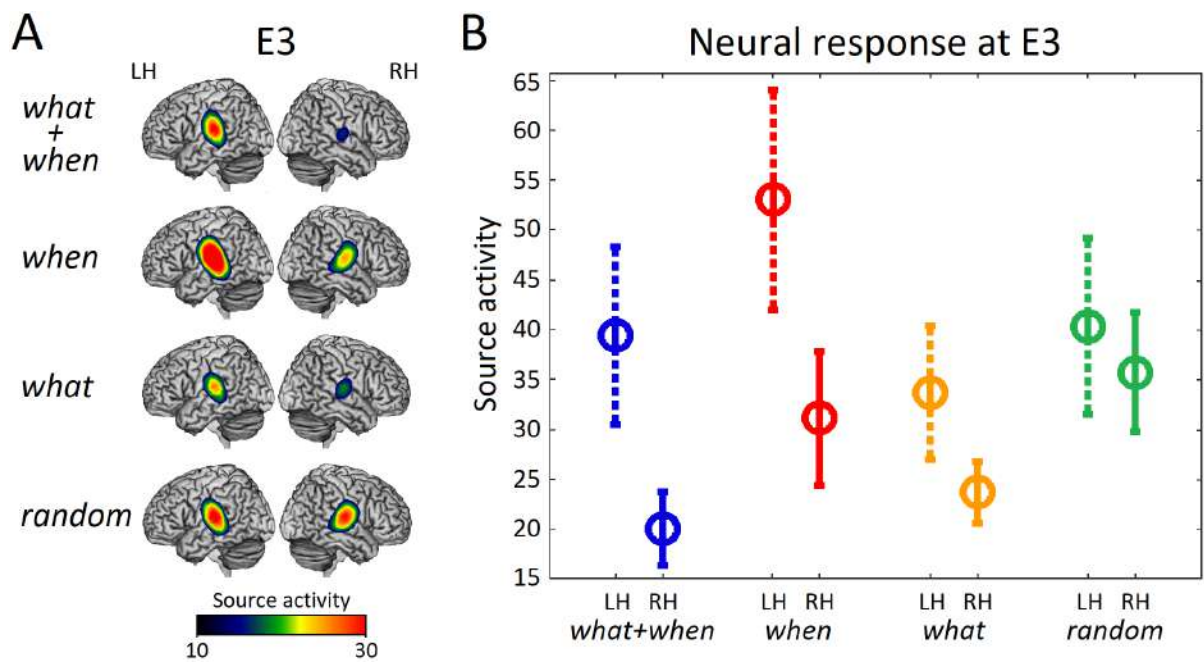 A
E3
LH
RH
what
+
when
when
what
random
Source activity
10
30
B
Neural response at E3
Source activity
65
60
55
50
45
40
35
30
25
20
15
LH RH LH RH LH RH LH RH
what+when when what random